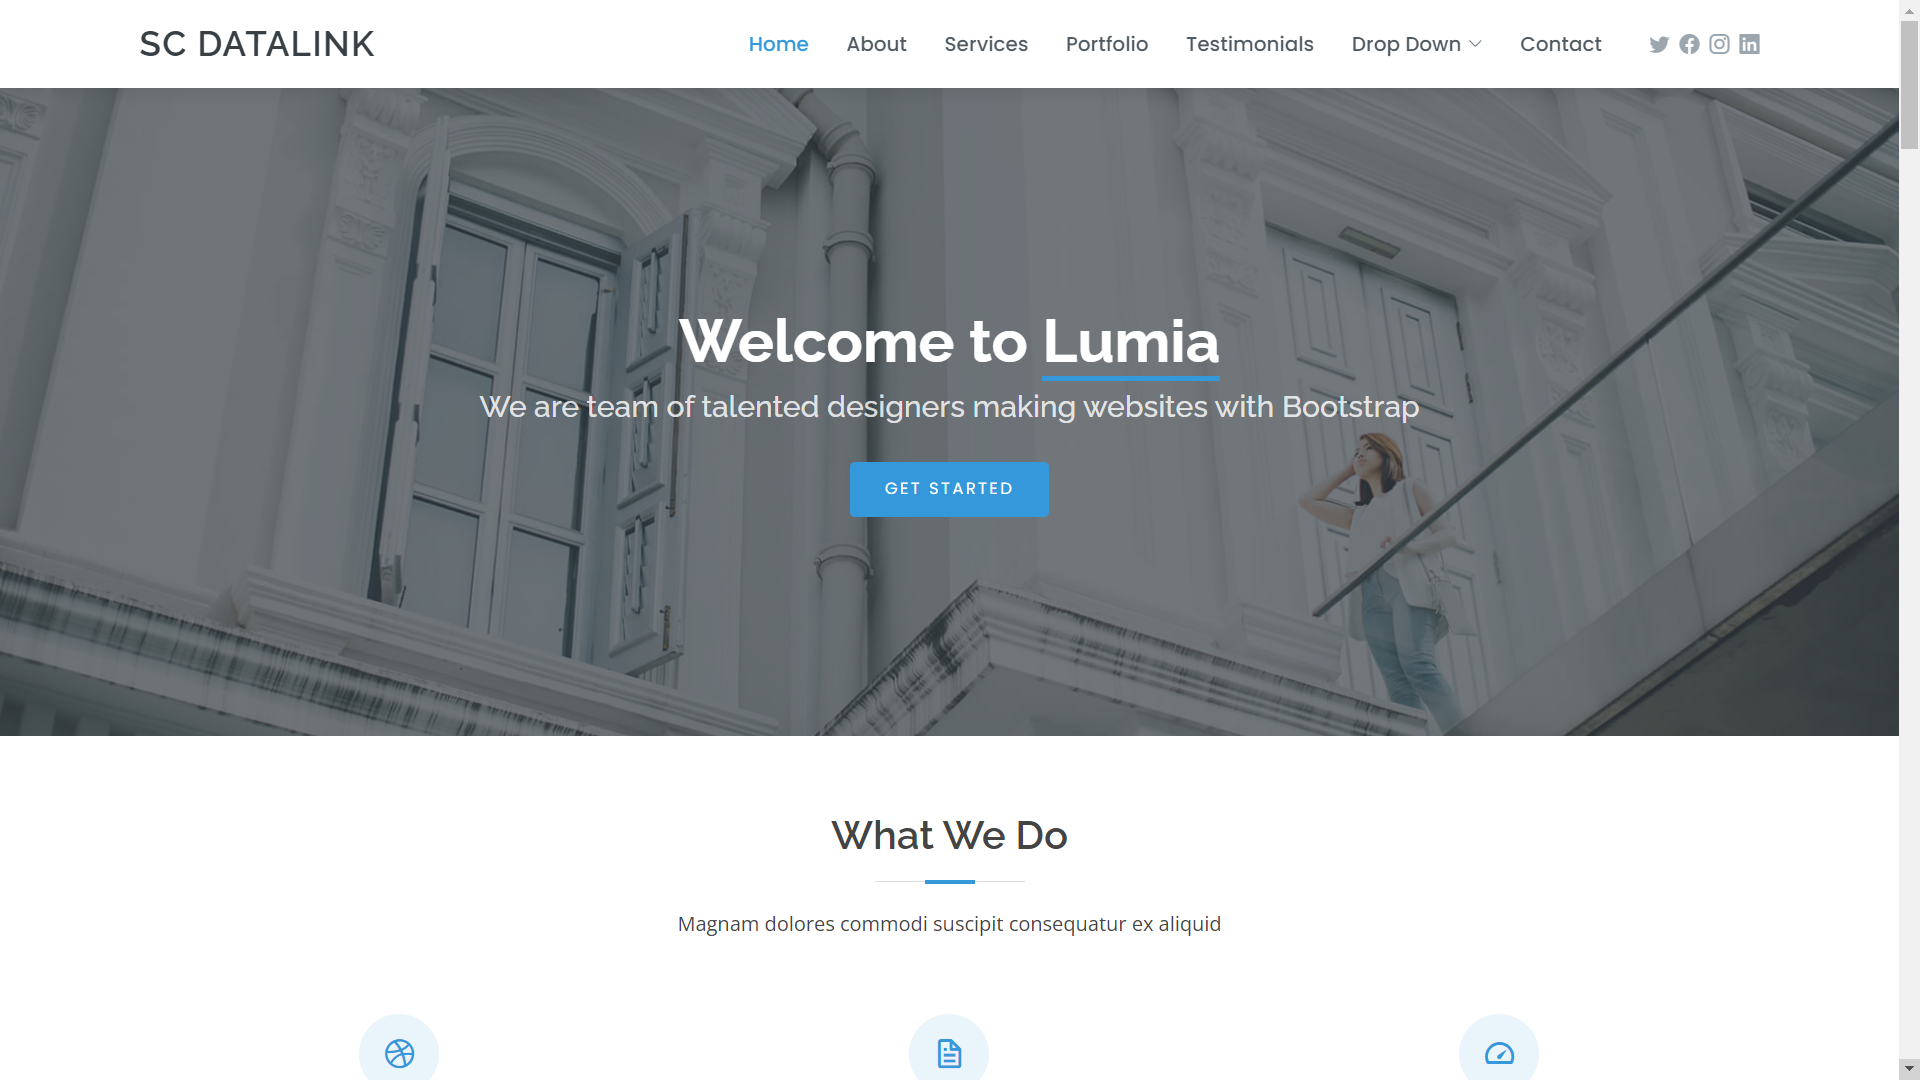 SC DATALINK
Home About Services Portfolio Testimonials Drop Down Contact
Welcome to Lumia
We are team of talented designers making websites with Bootstrap
GET STARTED
What We Do
Magnam dolores commodi suscipit consequatur ex aliquid